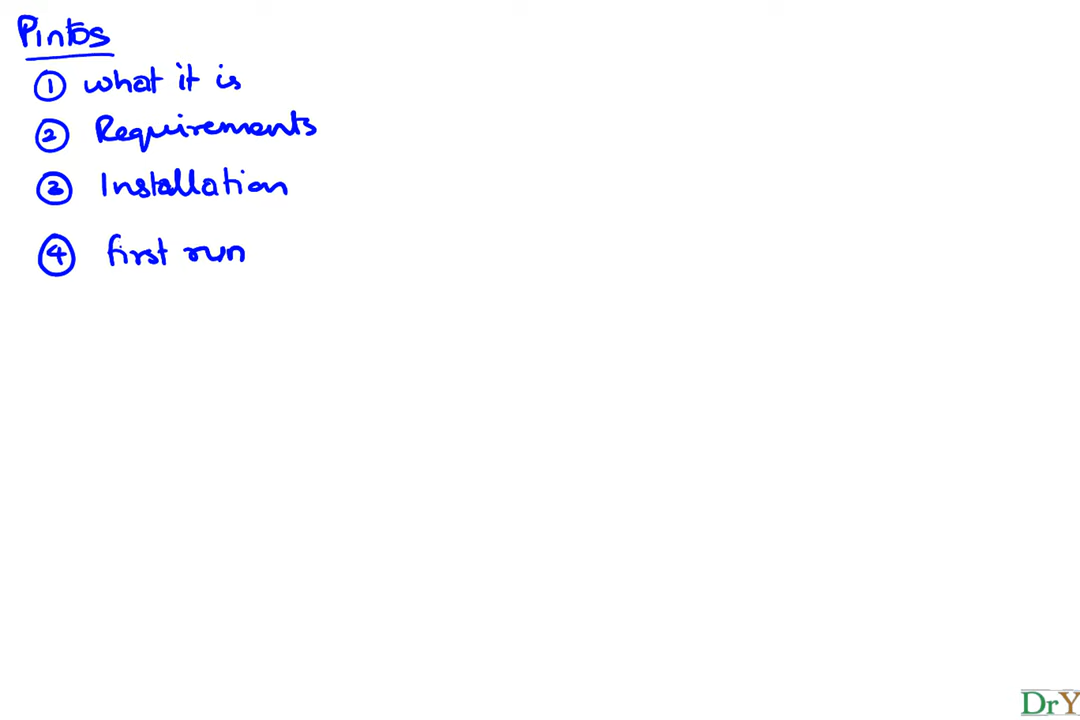 Pintos
① what it is
② Requirements
③ Installation
④ first run
DrY